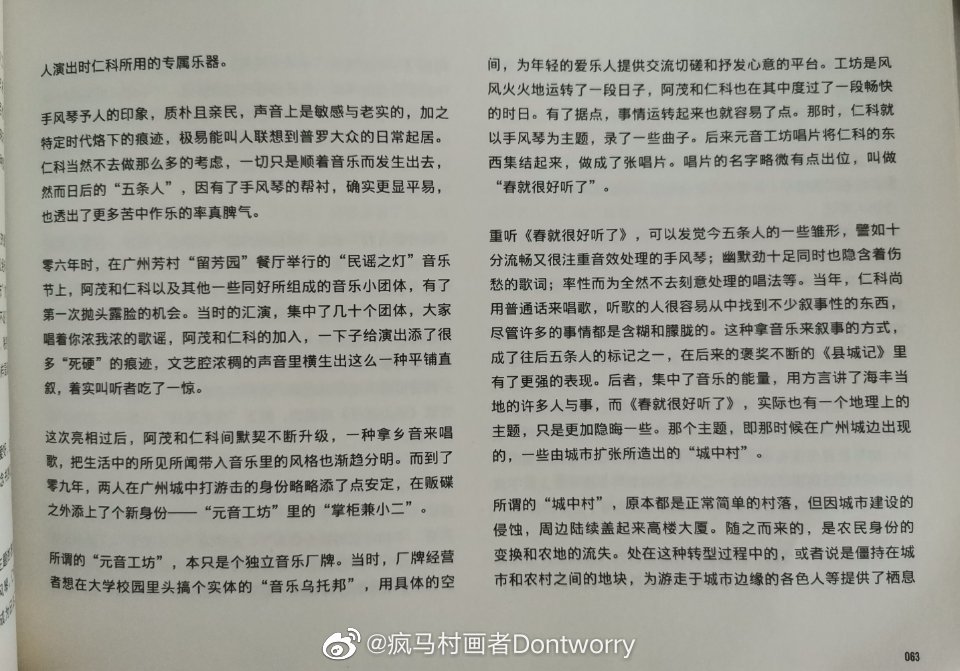 人演出时仁科所用的专属乐器。
手风琴予人的印象，质朴且亲民，声音上是敏感与老实的，加之
特定时代烙下的痕迹，极易能叫人联想到普罗大众的日常起居。
仁科当然不去做那么多的考虑，一切只是顺着音乐而发生出去，
然而日后的“五条人”，因有了手风琴的帮衬，确实更显平易，
也透出了更多苦中作乐的率真脾气。
零六年时，在广州芳村“留芳园”餐厅举行的“民谣之灯”音乐
节上，阿茂和仁科以及其他一些同好所组成的音乐小团体，有了
第一次抛头露脸的机会。当时的汇演，集中了几十个团体，大家
唱着你浓我浓的歌谣，阿茂和仁科的加入，一下子给演出添了很
多“死硬”的痕迹，文艺腔浓稠的声音里横生出这么一种平铺直
叙，着实叫听者吃了一惊。
这次亮相过后，阿茂和仁科间默契不断升级，一种拿乡音来唱
歌，把生活中的所见所闻带入音乐里的风格也渐趋分明。而到了
零九年，两人在广州城中打游击的身份略略添了点安定，在贩碟
之外添上了个新身份——“元音工坊”里的“掌柜兼小二”。
所谓的“元音工坊”，本只是个独立音乐厂牌。当时，厂牌经营
者想在大学校园里头搞个实体的“音乐乌托邦”，用具体的空
间，为年轻的爱乐人提供交流切磋和抒发心意的平台。工坊是风
风火火地运转了一段日子，阿茂和仁科也在其中度过了一段畅快
的时日。有了据点，事情运转起来也就容易了点。那时，仁科就
以手风琴为主题，录了一些曲子。后来元音工坊唱片将仁科的东
西集结起来，做成了张唱片。唱片的名字略微有点出位，叫做
“春就很好听了”。
重听《春就很好听了》，可以发觉今五条人的一些雏形，譬如十
分流畅又很注重音效处理的手风琴；幽默劲十足同时也隐含着伤
愁的歌词；率性而为全然不去刻意处理的唱法等。当年，仁科尚
用普通话来唱歌，听歌的人很容易从中找到不少叙事性的东西，
尽管许多的事情都是含糊和朦胧的。这种拿音乐来叙事的方式，
成了往后五条人的标记之一，在后来的褒奖不断的《县城记》里
有了更强的表现。后者，集中了音乐的能量，用方言讲了海丰当
地的许多人与事，而《春就很好听了》，实际也有一个地理上的
主题，只是更加隐晦一些。那个主题，即那时候在广州城边出现
的，一些由城市扩张所造出的“城中村”。
所谓的“城中村”，原本都是正常简单的村落，但因城市建设的
侵蚀，周边陆续盖起来高楼大厦。随之而来的，是农民身份的
变换和农地的流失。处在这种转型过程中的，或者说是僵持在城
市和农村之间的地块，为游走于城市边缘的各色人等提供了栖息
063
@疯马村画者Dontworry